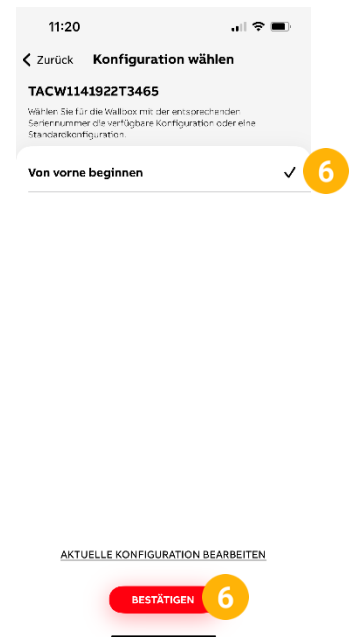 11:20
Zurück Konfiguration wählen
TACW1141922T3465
Wählen Sie für die Wallbox mit der entsprechenden
Seriennummer die verfügbare Konfiguration oder eine
Standardkonfiguration.
Von vorne beginnen 6
AKTUELLE KONFIGURATION BEARBEITEN
BESTÄTIGEN 6